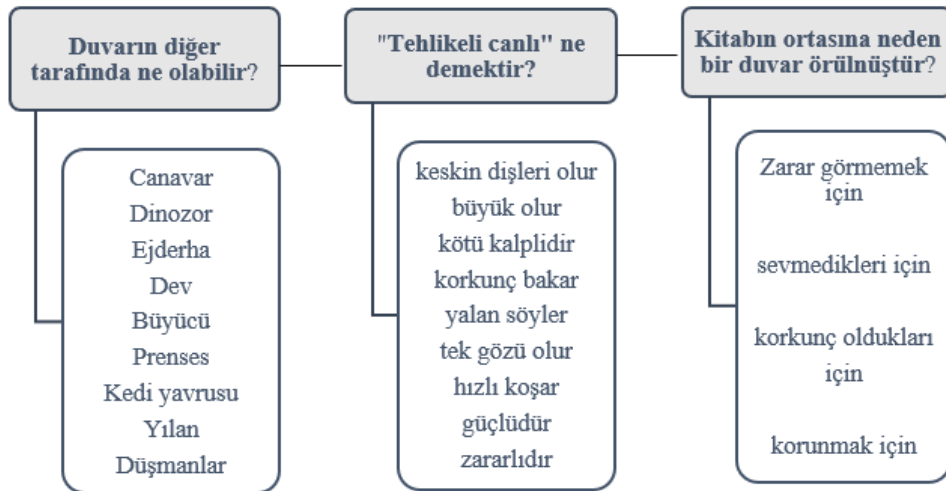 Duvarın diğer
tarafında ne olabilir?
Canavar
Dinozor
Ejderha
Dev
Büyücü
Prenses
Kedi yavrusu
Yılan
Düşmanlar
"Tehlikeli canlı" ne
demektir?
keskin dişleri olur
büyük olur
kötü kalplidir
korkunç bakar
yalan söyler
tek gözü olur
hızlı koşar
güçlüdür
zararlıdır
Kitabın ortasına neden
bir duvar örülnüştür?
Zarar görmemek
için
sevmedikleri için
korkunç oldukları
için
korunmak için